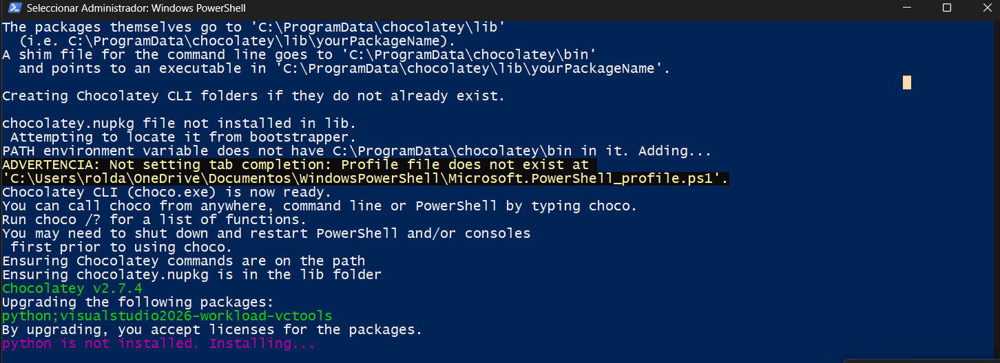 Seleccionar Administrador: Windows PowerShell
The packages themselves go to 'C:\ProgramData\chocolatey\lib'
  (i.e. C:\ProgramData\chocolatey\lib\yourPackageName).
A shim file for the command line goes to 'C:\ProgramData\chocolatey\bin'
  and points to an executable in 'C:\ProgramData\chocolatey\lib\yourPackageName'.
Creating Chocolatey CLI folders if they do not already exist.
chocolatey.nupkg file not installed in lib.
 Attempting to locate it from bootstrapper.
PATH environment variable does not have C:\ProgramData\chocolatey\bin in it. Adding...
ADVERTENCIA: Not setting tab completion: Profile file does not exist at
'C:\Users\rolda\OneDrive\Documentos\WindowsPowerShell\Microsoft.PowerShell_profile.ps1'.
Chocolatey CLI (choco.exe) is now ready.
You can call choco from anywhere, command line or PowerShell by typing choco.
Run choco /? for a list of functions.
You may need to shut down and restart PowerShell and/or consoles
 first prior to using choco.
Ensuring Chocolatey commands are on the path
Ensuring chocolatey.nupkg is in the lib folder
Chocolatey v2.7.4
Upgrading the following packages:
python;visualstudio2026-workload-vctools
By upgrading, you accept licenses for the packages.
python is not installed. Installing...